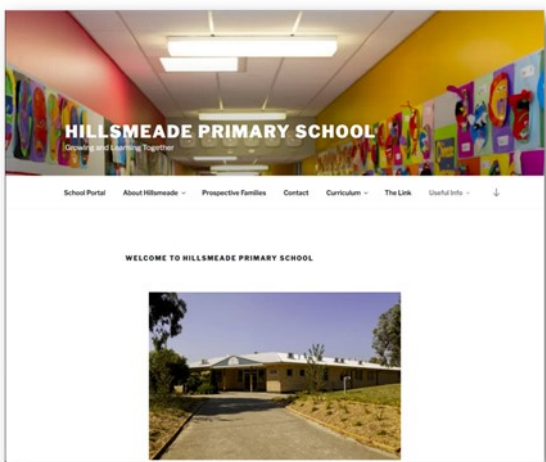 HILLSMEADE PRIMARY SCHOOL
Growing and Learning Together
School Portal About Hillsmeade Prospective Families Contact Curriculum The Link Useful Info
WELCOME TO HILLSMEADE PRIMARY SCHOOL